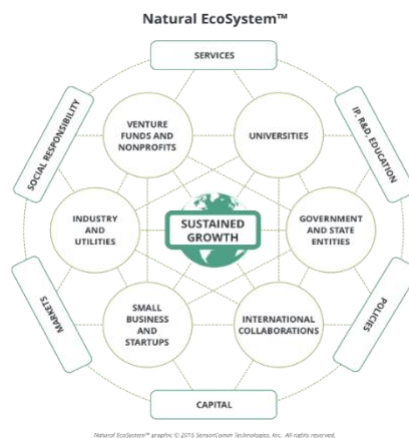 Natural EcoSystem™
SERVICES
SOCIAL RESPONSIBILITY
IP, R&D, EDUCATION
VENTURE
FUNDS AND
NONPROFITS
UNIVERSITIES
INDUSTRY
AND
UTILITIES
SUSTAINED
GROWTH
GOVERNMENT
AND STATE
ENTITIES
SMALL
BUSINESS
AND
STARTUPS
INTERNATIONAL
COLLABORATIONS
MARKETS
POLICIES
CAPITAL
Natural EcoSystem™ graphic © 2015 SensorComm Technologies, Inc. All rights reserved.